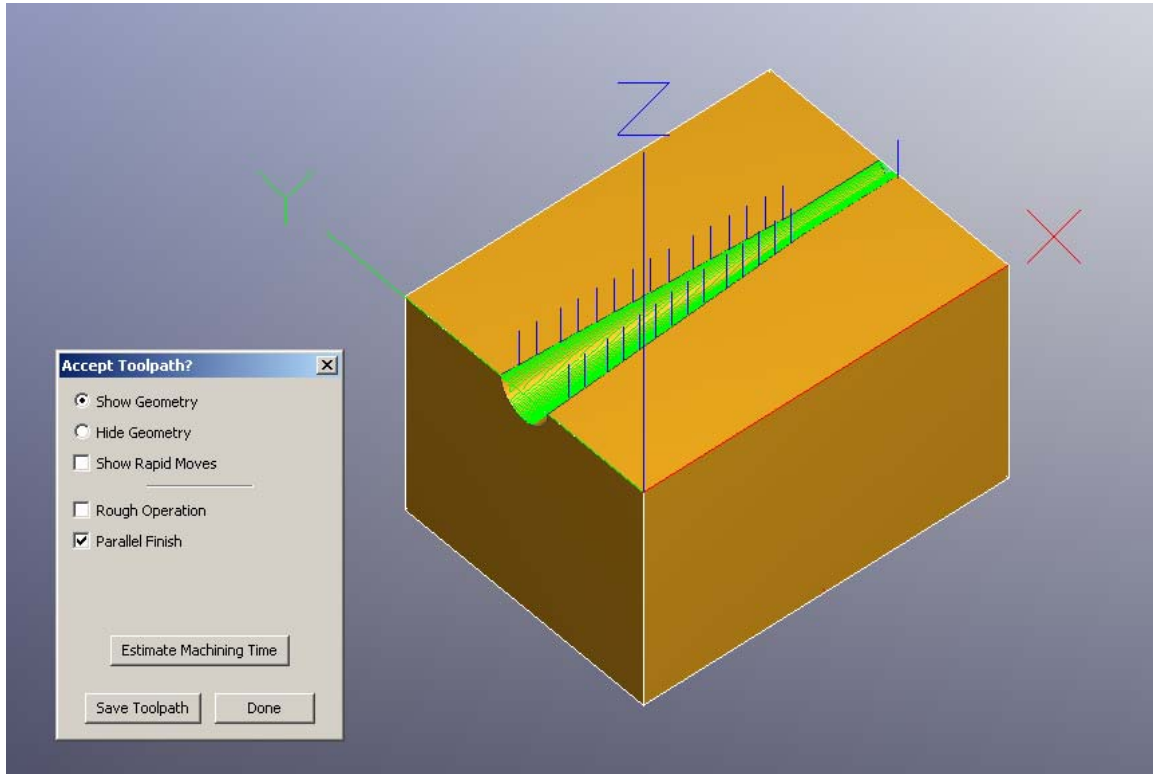 Z
Y
X
Accept Toolpath?
Show Geometry
Hide Geometry
Show Rapid Moves
Rough Operation
Parallel Finish
Estimate Machining Time
Save Toolpath
Done